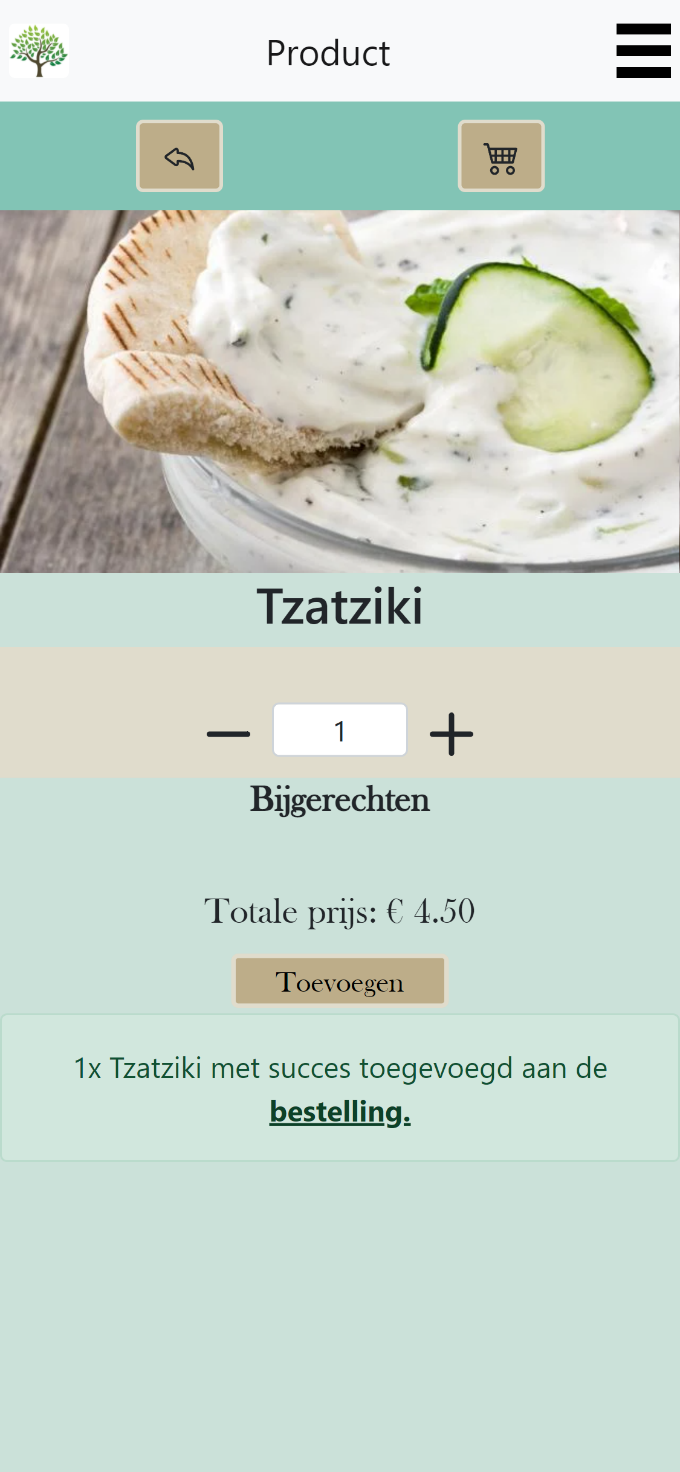 Product
Tzatziki
1
Bijgerechten
Totale prijs: € 4.50
Toevoegen
1x Tzatziki met succes toegevoegd aan de
bestelling.